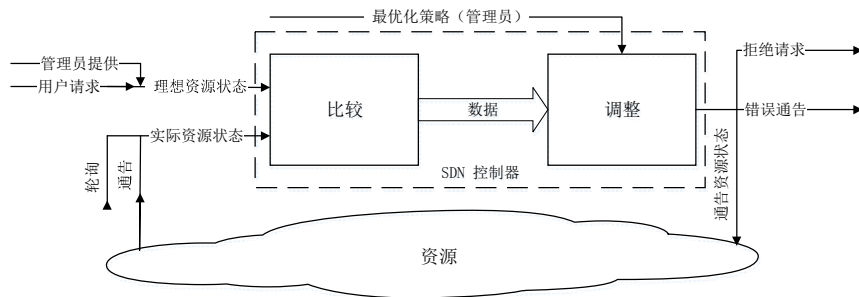 最优化策略（管理员）
管理员提供
用户请求
理想资源状态
实际资源状态
比较
数据
调整
SDN 控制器
拒绝请求
错误通告
通告资源状态
轮询
通告
资源